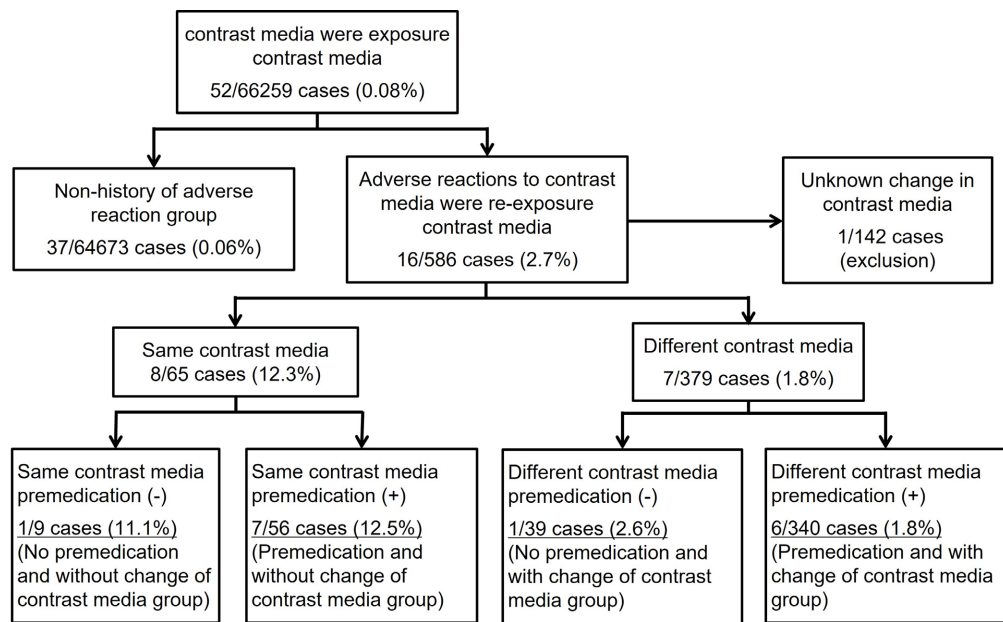 contrast media were exposure
contrast media
52/66259 cases (0.08%)
Non-history of adverse
reaction group
37/64673 cases (0.06%)
Adverse reactions to contrast
media were re-exposure
contrast media
16/586 cases (2.7%)
Unknown change in
contrast media
1/142 cases
(exclusion)
Same contrast media
8/65 cases (12.3%)
Different contrast media
7/379 cases (1.8%)
Same contrast media
premedication (-)
1/9 cases (11.1%)
(No premedication
and without change of
contrast media group)
Same contrast media
premedication (+)
7/56 cases (12.5%)
(Premedication and
without change of
contrast media group)
Different contrast media
premedication (-)
1/39 cases (2.6%)
(No premedication and
with change of contrast
media group)
Different contrast media
premedication (+)
6/340 cases (1.8%)
(Premedication and with
change of contrast media
group)